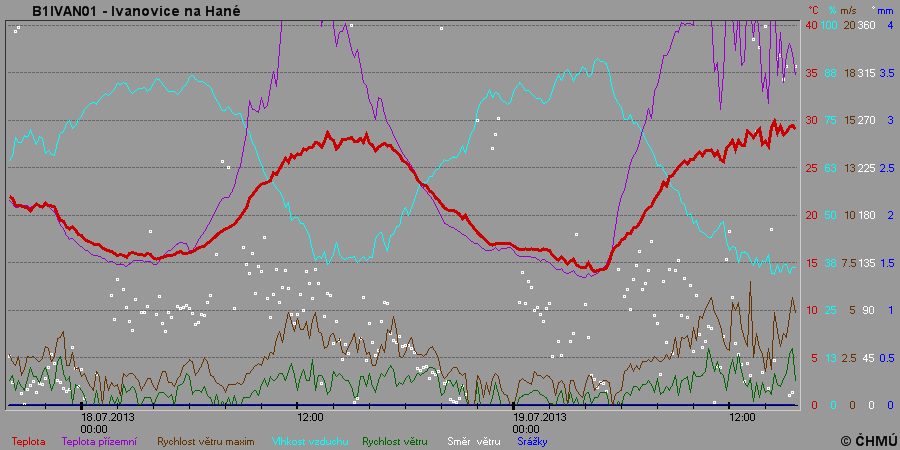 B1IVAN01 - Ivanovice na Hané
°C % m/s ° mm
40 100 20 360 4
35 88 18 315 3.5
30 75 15 270 3
25 63 13 225 2.5
20 50 10 180 2
15 38 7.5 135 1.5
10 25 5 90 1
5 13 2.5 45 0.5
0 0 0 0 0
18.07.2013 12:00 19.07.2013 12:00
00:00 00:00
Teplota Teplota přízemní Rychlost větru maxim Vlhkost vzduchu Rychlost větru Směr větru Srážky © ČHMÚ